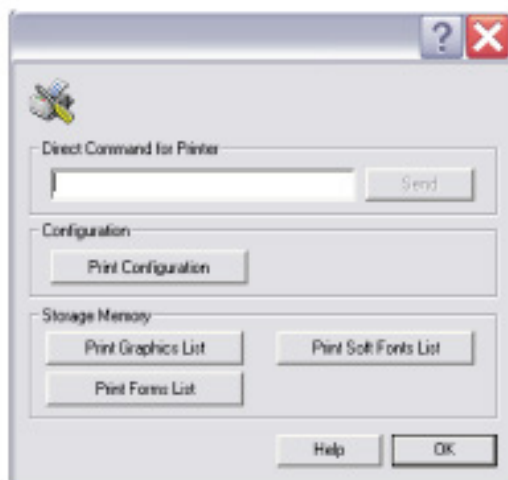 ?
Direct Command for Printer
Send
Configuration
Print Configuration
Storage Memory
Print Graphics List
Print Soft Fonts List
Print Forms List
Help
OK